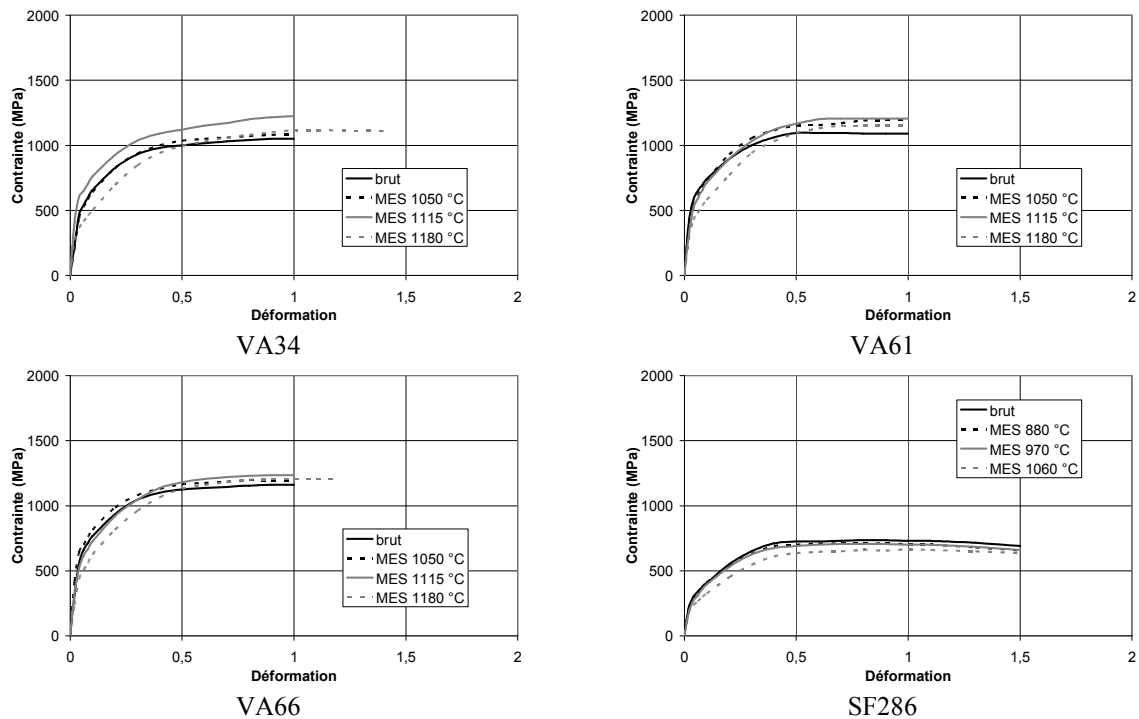 2000
1500
1000
500
0
Contrainte (MPa)
0
0,5
1
1,5
2
Déformation
brut
MES 1050 °C
MES 1115 °C
MES 1180 °C
VA34
2000
1500
1000
500
0
Contrainte (MPa)
0
0,5
1
1,5
2
Déformation
brut
MES 1050 °C
MES 1115 °C
MES 1180 °C
VA61
2000
1500
1000
500
0
Contrainte (MPa)
0
0,5
1
1,5
2
Déformation
brut
MES 1050 °C
MES 1115 °C
MES 1180 °C
VA66
2000
1500
1000
500
0
Contrainte (MPa)
0
0,5
1
1,5
2
Déformation
brut
MES 880 °C
MES 970 °C
MES 1060 °C
SF286